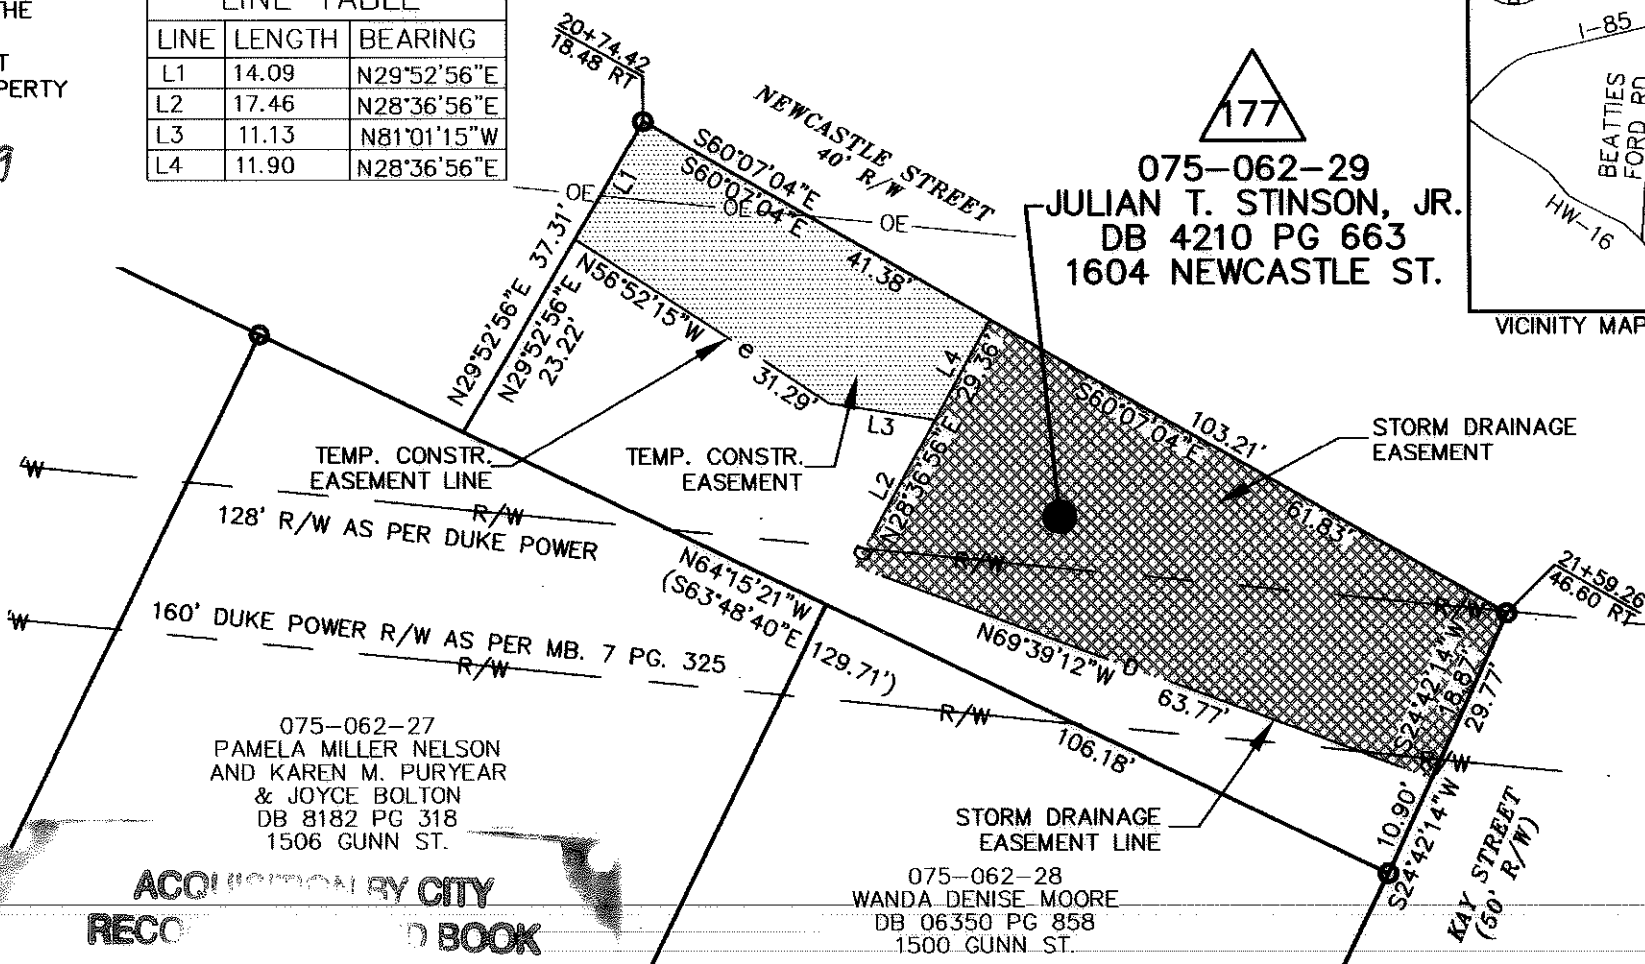 THE
LINE TABLE
LINE LENGTH BEARING
L1 14.09 N29°52'56"E
L2 17.46 N28°36'56"E
L3 11.13 N81°01'15"W
L4 11.90 N28°36'56"E
PERTY
20+74.42
18.48 RT
NEWCASTLE STREET
40' R/W
S60°07'04"E
S60°07'04"E
41.38'
OE
OE
OE
L1
N29°52'56"E 37.31'
N29°52'56"E
23.22'
N56°52'15"W
e
31.29'
L3
L4
29.36'
L2
N28°36'56"E
177
075-062-29
JULIAN T. STINSON, JR.
DB 4210 PG 663
1604 NEWCASTLE ST.
I-85
BEATTIES
FORD RD
HW-16
VICINITY MAP
103.21'
S60°07'04"E
61.83'
STORM DRAINAGE
EASEMENT
TEMP. CONSTR.
EASEMENT LINE
TEMP. CONSTR.
EASEMENT
W
R/W
128' R/W AS PER DUKE POWER
D
R/W
R/W
21+59.26
46.60 RT
N64°15'21"W
(S63°48'40"E 129.71')
W
160' DUKE POWER R/W AS PER MB. 7 PG. 325
R/W
N69°39'12"W
D
63.77'
S24°42'14"W
18.87'
29.77'
R/W
R/W
106.18'
10.90'
S24°42'14"W
KAY STREET
(50' R/W)
STORM DRAINAGE
EASEMENT LINE
075-062-27
PAMELA MILLER NELSON
AND KAREN M. PURYEAR
& JOYCE BOLTON
DB 8182 PG 318
1506 GUNN ST.
075-062-28
WANDA DENISE MOORE
DB 06350 PG 858
1500 GUNN ST.
ACQUISITION BY CITY
RECO D BOOK